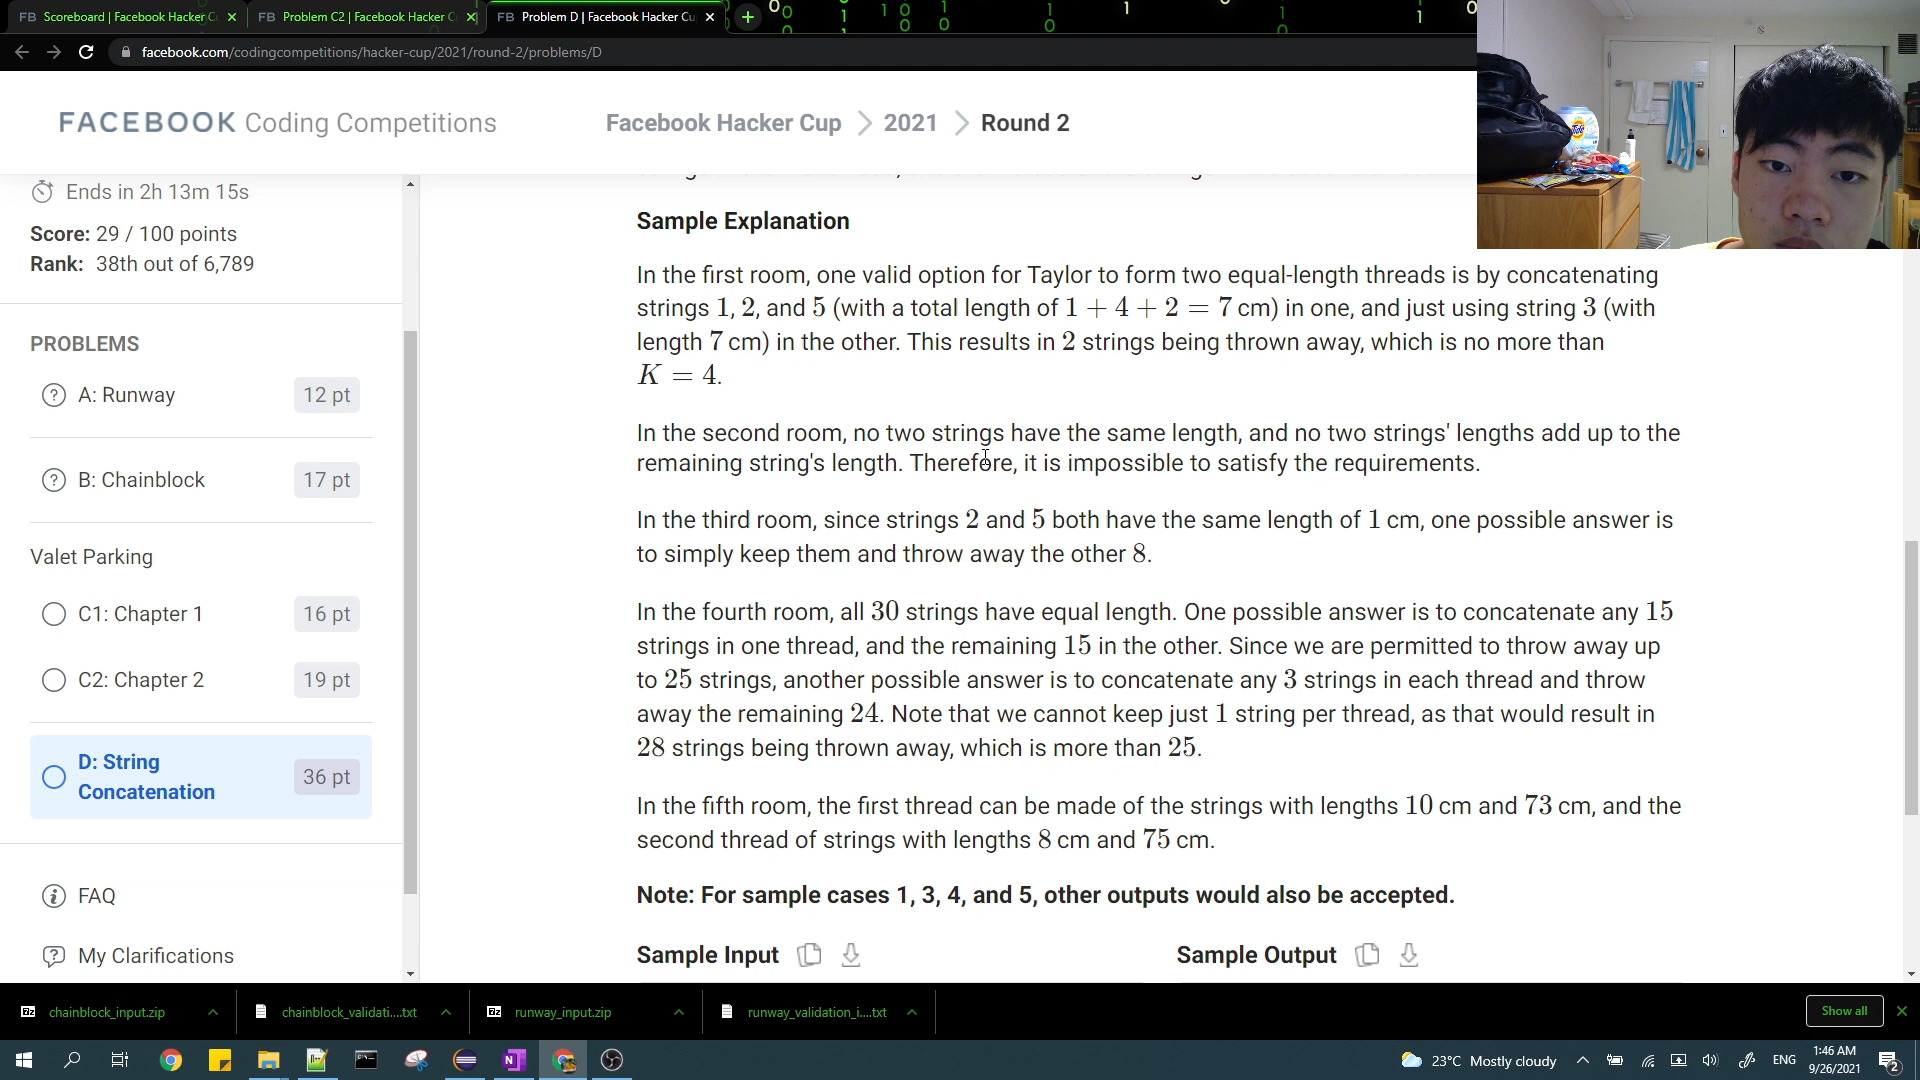 Scoreboard | Facebook Hacker C
Problem C2 | Facebook Hacker C
Problem D | Facebook Hacker Cu
facebook.com/codingcompetitions/hacker-cup/2021/round-2/problems/D
FACEBOOK Coding Competitions
Facebook Hacker Cup
2021
Round 2
Ends in 2h 13m 15s
Score: 29 / 100 points
Rank: 38th out of 6,789
PROBLEMS
A: Runway
12 pt
B: Chainblock
17 pt
Valet Parking
C1: Chapter 1
16 pt
C2: Chapter 2
19 pt
D: String
Concatenation
36 pt
FAQ
My Clarifications
Sample Explanation
In the first room, one valid option for Taylor to form two equal-length threads is by concatenating
strings 1, 2, and 5 (with a total length of 1 + 4 + 2 = 7 cm) in one, and just using string 3 (with
length 7 cm) in the other. This results in 2 strings being thrown away, which is no more than
K = 4.
In the second room, no two strings have the same length, and no two strings' lengths add up to the
remaining string's length. Therefore, it is impossible to satisfy the requirements.
In the third room, since strings 2 and 5 both have the same length of 1 cm, one possible answer is
to simply keep them and throw away the other 8.
In the fourth room, all 30 strings have equal length. One possible answer is to concatenate any 15
strings in one thread, and the remaining 15 in the other. Since we are permitted to throw away up
to 25 strings, another possible answer is to concatenate any 3 strings in each thread and throw
away the remaining 24. Note that we cannot keep just 1 string per thread, as that would result in
28 strings being thrown away, which is more than 25.
In the fifth room, the first thread can be made of the strings with lengths 10 cm and 73 cm, and the
second thread of strings with lengths 8 cm and 75 cm.
Note: For sample cases 1, 3, 4, and 5, other outputs would also be accepted.
Sample Input
Sample Output
chainblock_input.zip
chainblock_validati....txt
runway_input.zip
runway_validation_i....txt
Show all
23°C Mostly cloudy
ENG
1:46 AM
9/26/2021
2
Tide